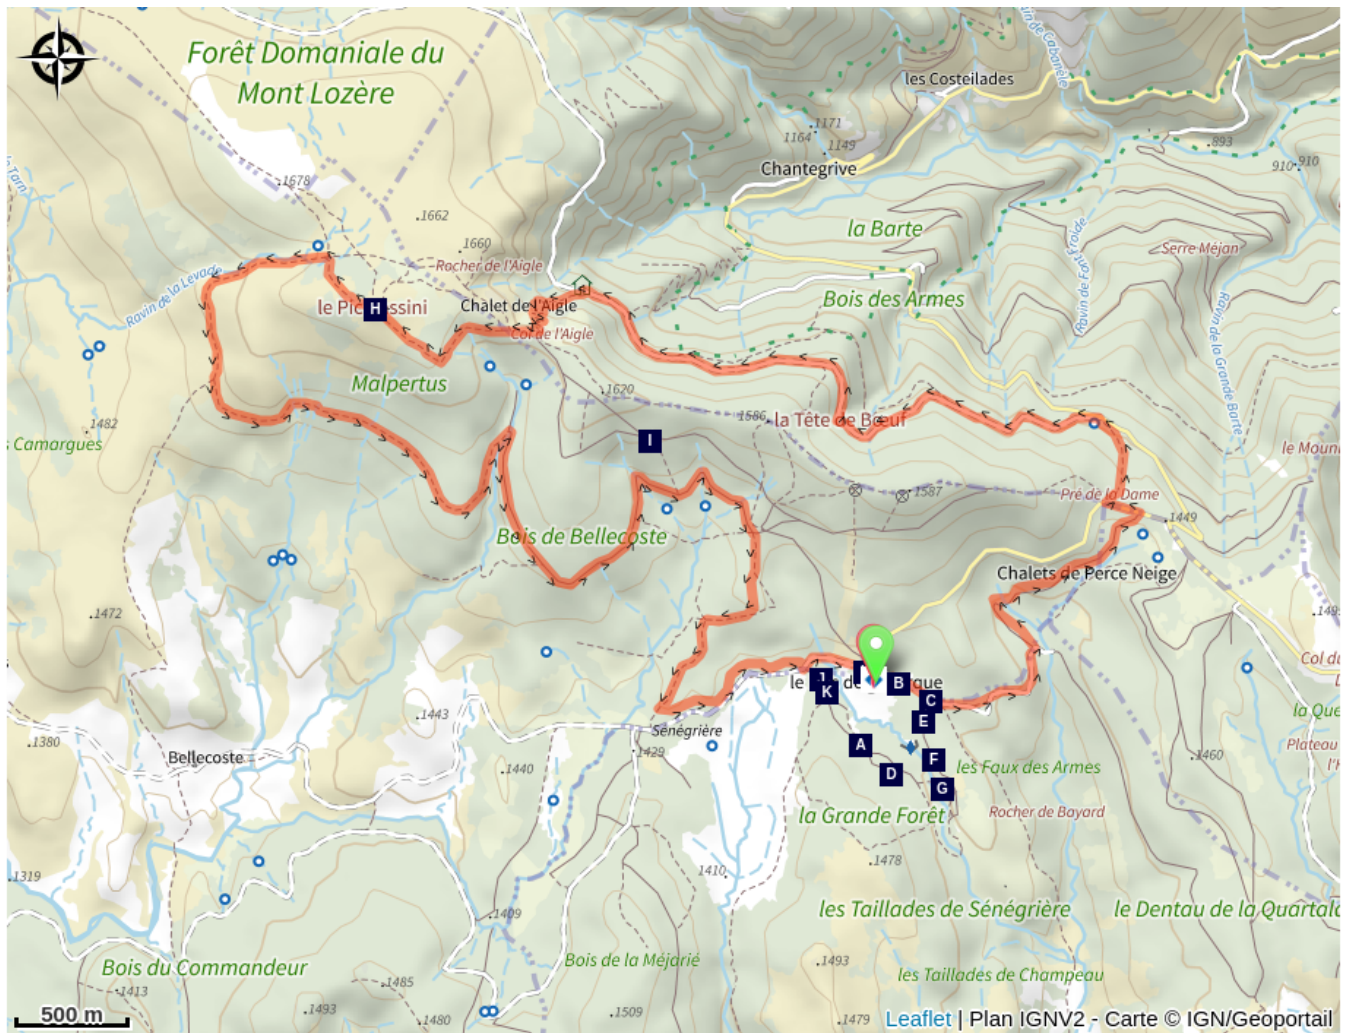 Forêt Domaniale du
Mont Lozère
les Costeilades
.1171
1164
1149
Chantegrive
.893
910
.910
.1678
.1662
.1660
la Barte
Serre Méjan
Rocher de l'Aigle
Ravin de la Levade
H
Chalet de l'Aigle
Col de l'Aigle
Bois des Armes
Ravin de la Grande Barte
Malpertus
.1620
1586
la Tête de Bœuf
.1482
Camargues
I
.1587
Pré de la Dame
.1449
Bois de Bellecoste
Chalets de Perce Neige
.1472
J
K
B
C
E
A
F
D
G
.1443
.1380
Bellecoste
Sénégrière
.1429
.1440
les Faux des Armes
.1460
Plateau
la Grande Forêt
Rocher de Bayard
.1319
1410
.1478
.1409
les Taillades de Sénégrière
Bois du Commandeur
Bois de la Méjarié
.1493
les Taillades de Champeau
.1413
.1485
.1493
.1480
.1509
.1479
500 m
Leaflet | Plan IGNV2 - Carte © IGN/Geoportail